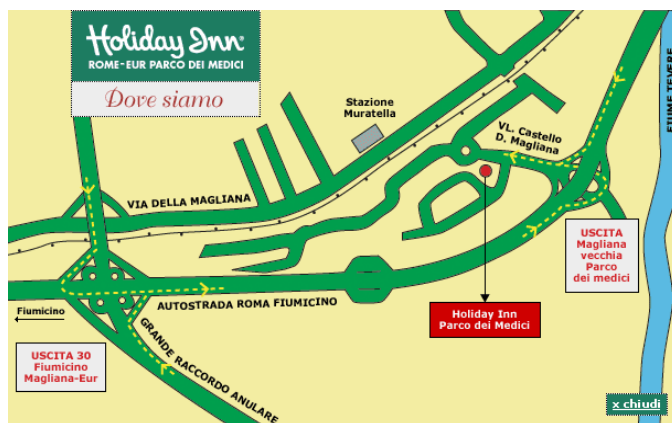 Holiday Inn®
ROME-EUR PARCO DEI MEDICI
Dove siamo
Stazione
Muratella
VL. Castello
D. Magliana
FIUME TEVERE
VIA DELLA MAGLIANA
USCITA
Magliana
vecchia
Parco
dei medici
AUTOSTRADA ROMA FIUMICINO
Fiumicino
Holiday Inn
Parco dei Medici
GRANDE RACCORDO ANULARE
USCITA 30
Fiumicino
Magliana-Eur
x chiudi